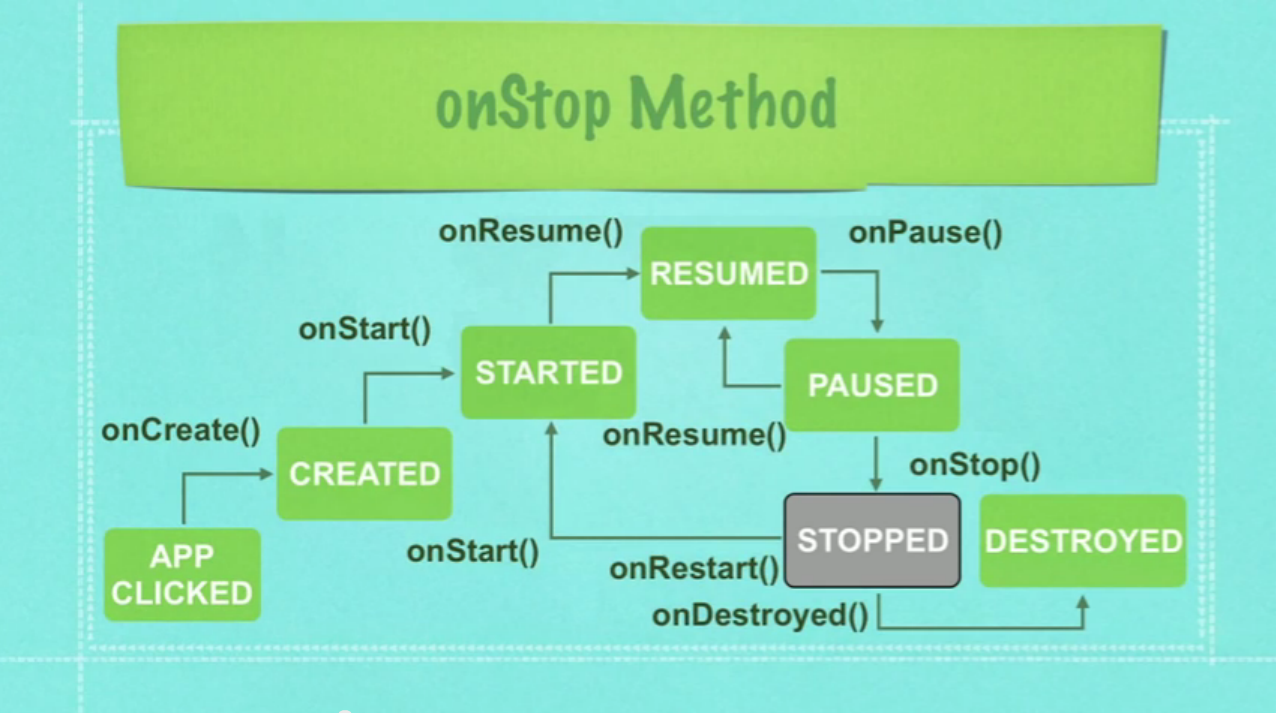 onStop Method
onResume()
onPause()
RESUMED
onStart()
STARTED
PAUSED
onCreate()
onResume()
CREATED
onStop()
APP
CLICKED
onStart()
STOPPED
DESTROYED
onRestart()
onDestroyed()